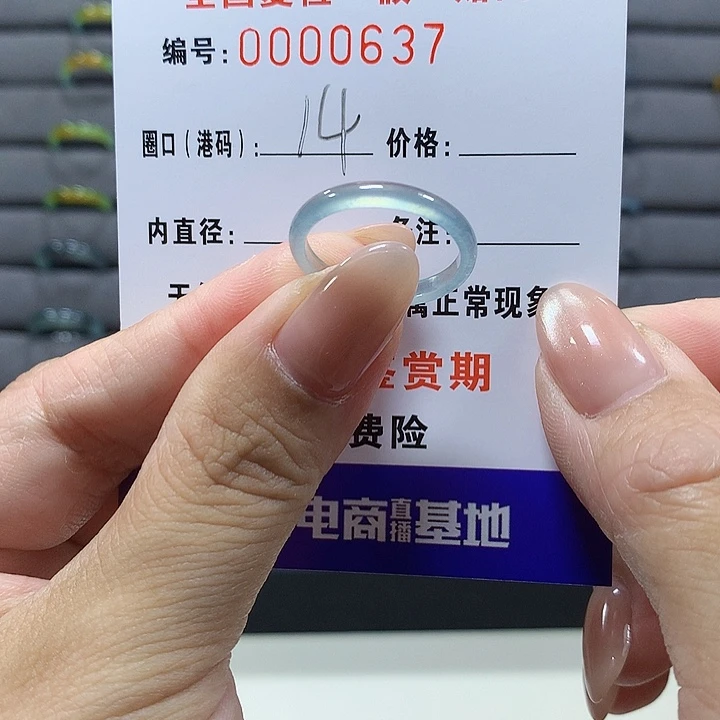 编号:0000637
圈口(港码):14 价格:
内直径: 备注:
属正常现象
鉴赏期
费险
电商直播基地